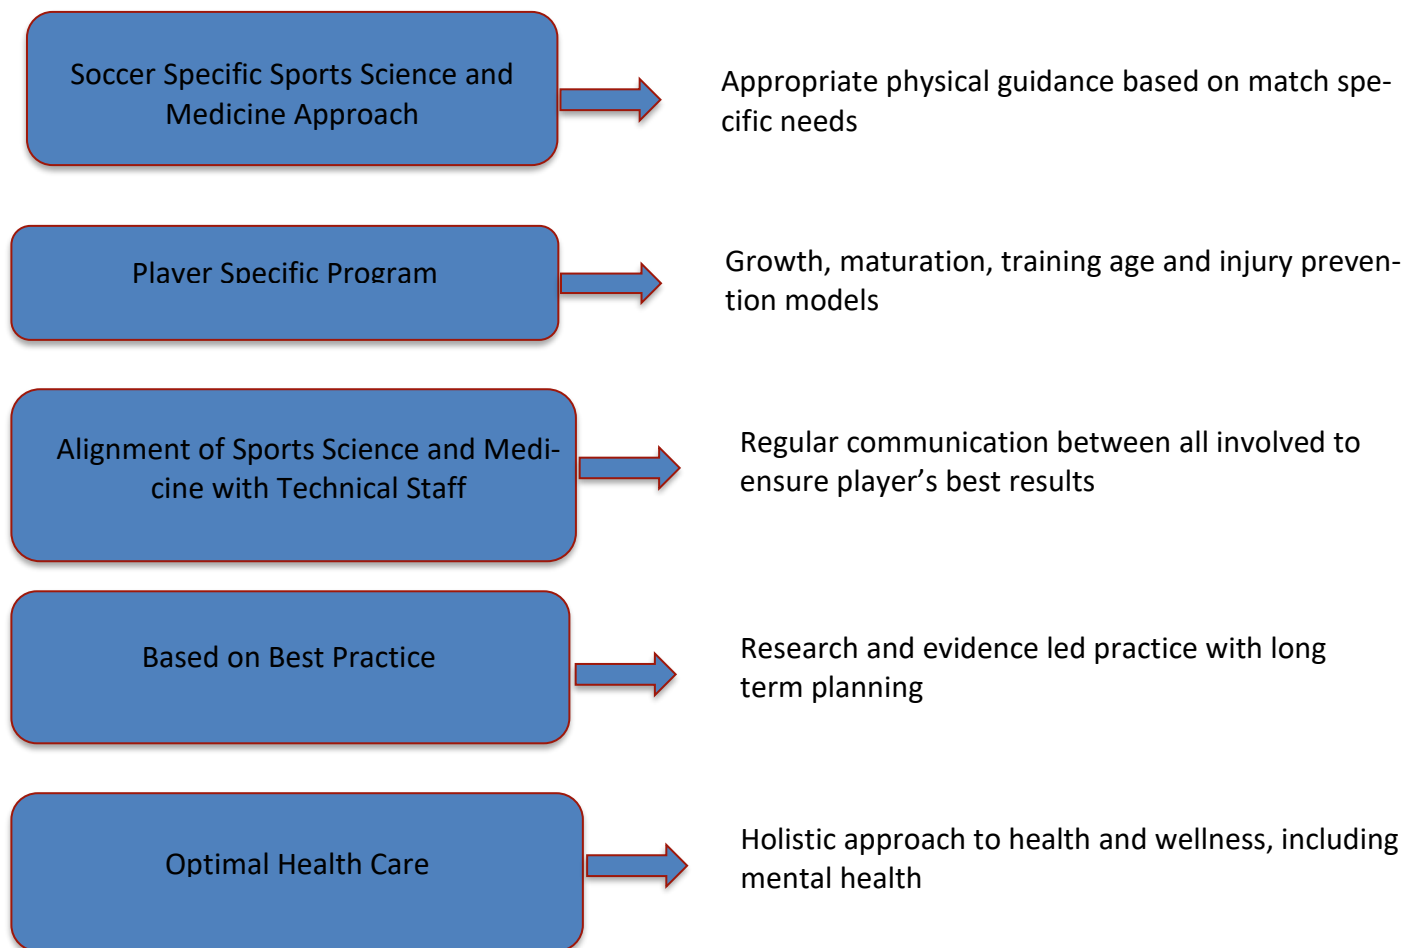 Soccer Specific Sports Science and
Medicine Approach
Appropriate physical guidance based on match spe-
cific needs
Player Specific Program
Growth, maturation, training age and injury preven-
tion models
Alignment of Sports Science and Medi-
cine with Technical Staff
Regular communication between all involved to
ensure player’s best results
Based on Best Practice
Research and evidence led practice with long
term planning
Optimal Health Care
Holistic approach to health and wellness, including
mental health